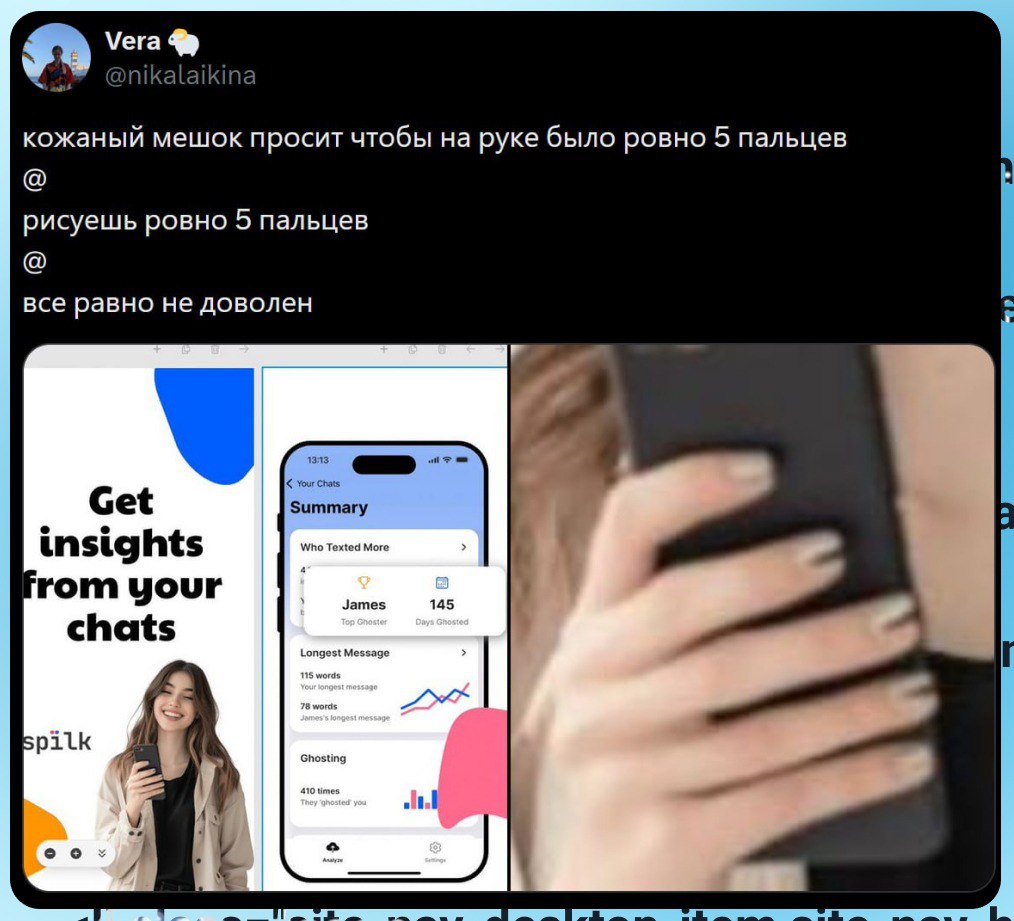 Vera
@nikalaikina
кожаный мешок просит чтобы на руке было ровно 5 пальцев
@
рисуешь ровно 5 пальцев
@
все равно не доволен
Get
insights
from your
chats
spïlk
13:13
Your Chats
Summary
Who Texted More
James
Top Ghoster
145
Days Ghosted
Longest Message
115 words
Your longest message
78 words
James's longest message
Ghosting
410 times
They 'ghosted' you
Analyze
Settings